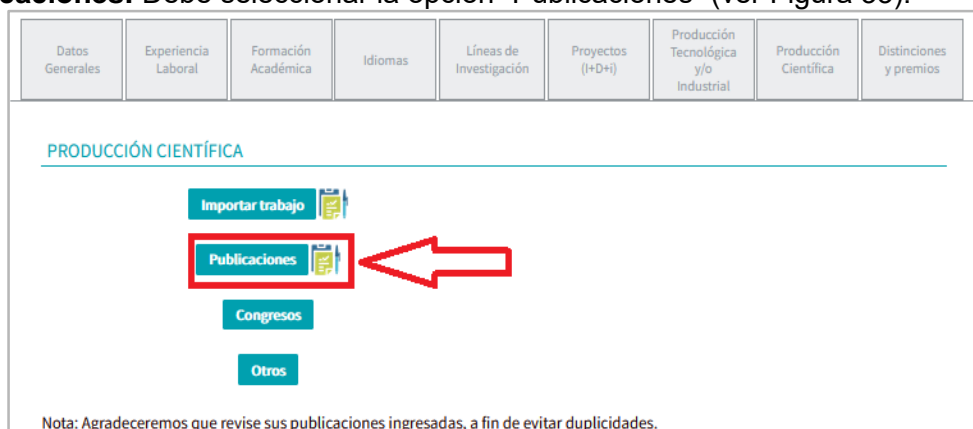 caciones. Debe seleccionar la opción "Publicaciones" (ver Figura
Datos Generales
Experiencia Laboral
Formación Académica
Idiomas
Líneas de Investigación
Proyectos (I+D+i)
Producción Tecnológica y/o Industrial
Producción Científica
Distinciones y premios
PRODUCCIÓN CIENTÍFICA
Importar trabajo
Publicaciones
Congresos
Otros
Nota: Agradeceremos que revise sus publicaciones ingresadas, a fin de evitar duplicidades.